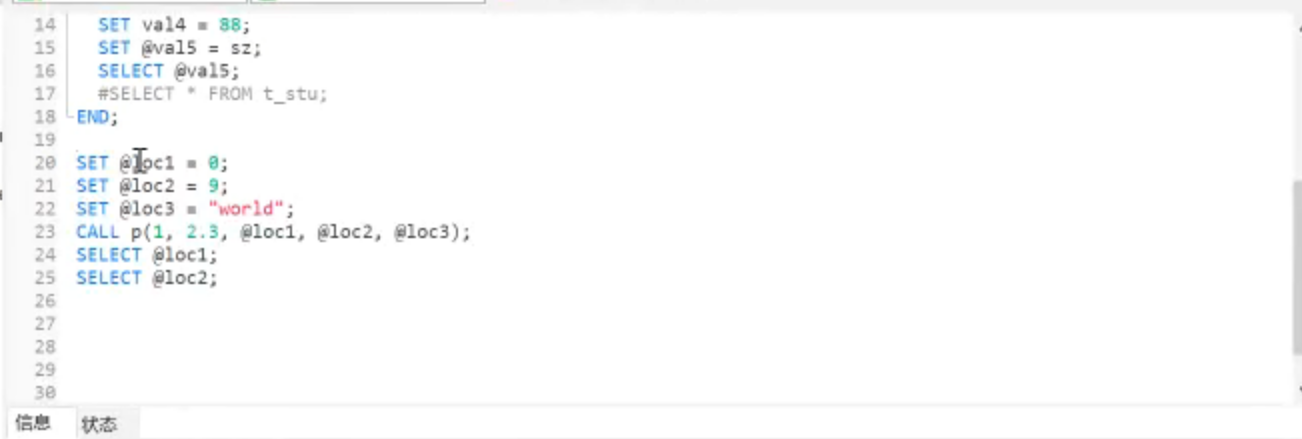 14 SET val4 = 88;
15 SET @val5 = sz;
16 SELECT @val5;
17 #SELECT * FROM t_stu;
18 END;
19
20 SET @loc1 = 0;
21 SET @loc2 = 9;
22 SET @loc3 = "world";
23 CALL p(1, 2.3, @loc1, @loc2, @loc3);
24 SELECT @loc1;
25 SELECT @loc2;
26
27
28
29
30
信息 状态